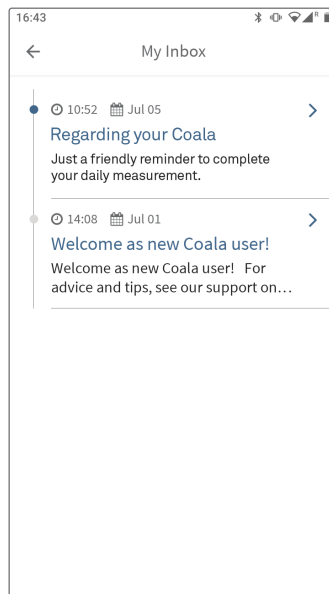 16:43
R
My Inbox
10:52 Jul 05
Regarding your Coala
Just a friendly reminder to complete
your daily measurement.
14:08 Jul 01
Welcome as new Coala user!
Welcome as new Coala user! For
advice and tips, see our support on...